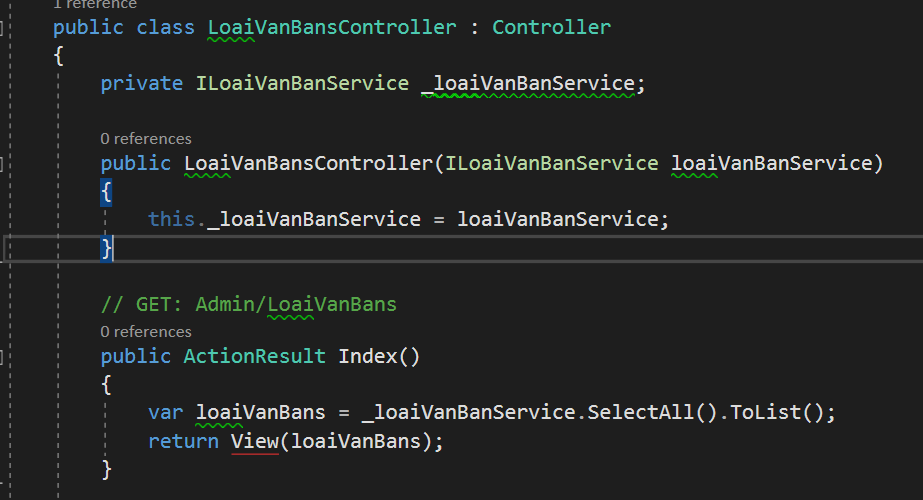 1 reference
public class LoaiVanBansController : Controller
{
private ILoaiVanBanService _loaiVanBanService;
0 references
public LoaiVanBansController(ILoaiVanBanService loaiVanBanService)
{
this._loaiVanBanService = loaiVanBanService;
}
// GET: Admin/LoaiVanBans
0 references
public ActionResult Index()
{
var loaiVanBans = _loaiVanBanService.SelectAll().ToList();
return View(loaiVanBans);
}